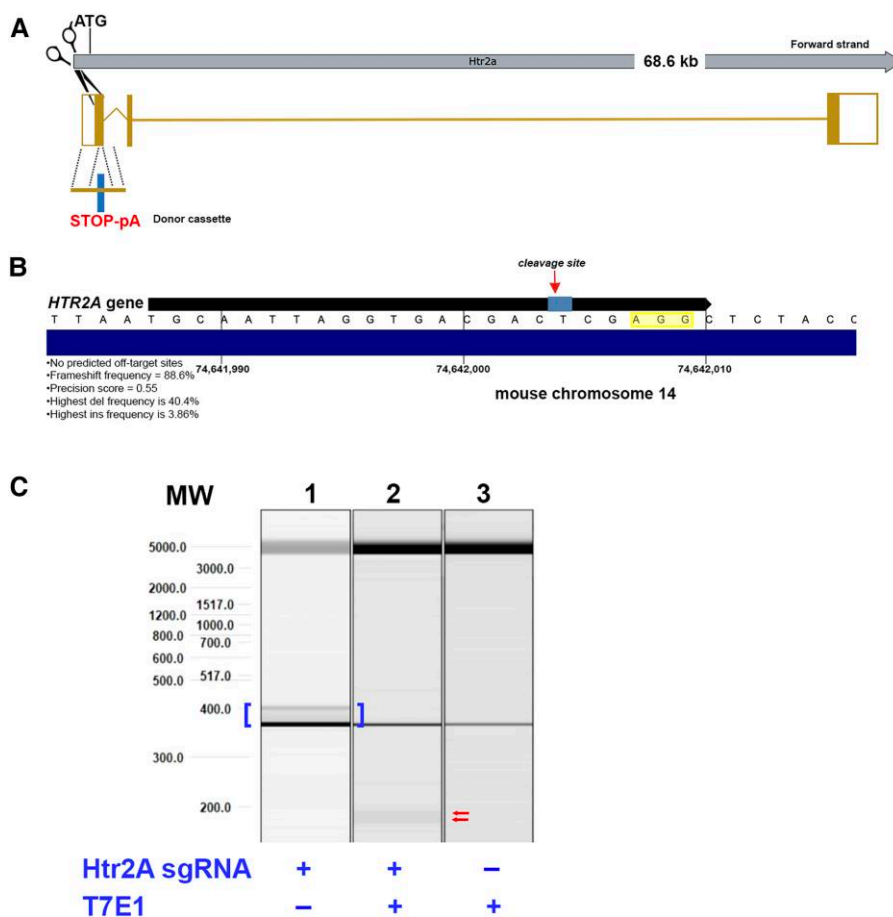 A
ATG
Forward strand
Htr2a
68.6 kb
STOP-pA
Donor cassette
B
cleavage site
HTR2A gene
T T A A T G C A A T T A G G T G A C G A C T C G A G G C T C T A C C
•No predicted off-target sites
•Frameshift frequency = 88.6%
•Precision score = 0.55
•Highest del frequency is 40.4%
•Highest ins frequency is 3.86%
74,641,990
74,642,000
74,642,010
mouse chromosome 14
C
MW 1 2 3
5000.0
3000.0
2000.0
1517.0
1200.0
1000.0
800.0
700.0
600.0
517.0
500.0
400.0
[ ]
300.0
200.0
Htr2A sgRNA + + –
T7E1 – + +